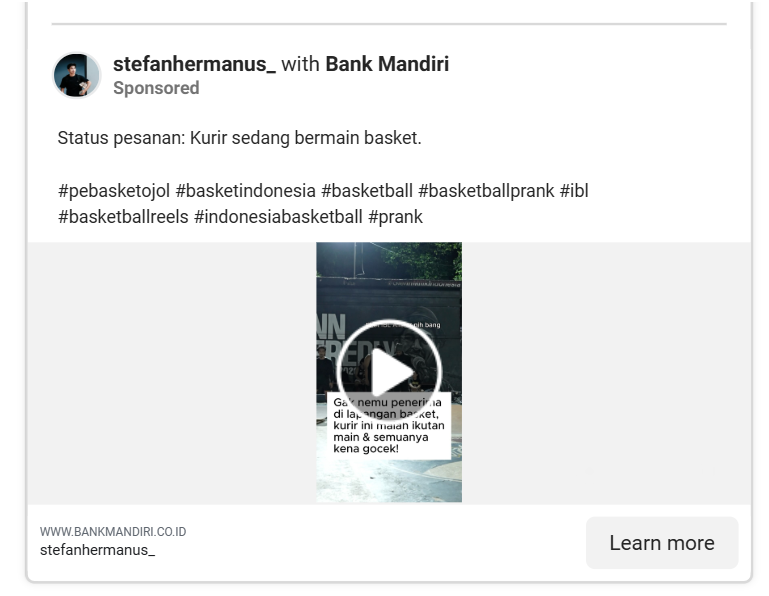 stefanhermanus_ with Bank Mandiri
Sponsored
Status pesanan: Kurir sedang bermain basket.
#pebasketojol #basketindonesia #basketball #basketballprank #ibl
#basketballreels #indonesiabasketball #prank
nih bang
Gak nemu penerima
di lapangan basket,
kurir ini malah ikutan
main & semuanya
kena gocek!
WWW.BANKMANDIRI.CO.ID
stefanhermanus_
Learn more